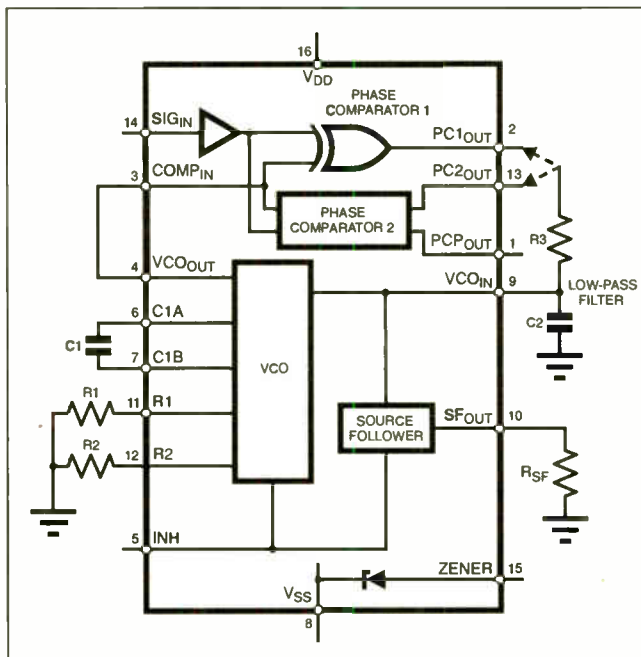 16
VDD
PHASE
COMPARATOR 1
14
SIGIN
PC1OUT
2
3
COMPIN
PC2OUT
13
PHASE
COMPARATOR 2
R3
PCPOUT
1
4
VCOOUT
VCOIN
9
LOW-PASS
FILTER
6
C1A
C1
C2
7
C1B
VCO
R1
11
R1
SOURCE
FOLLOWER
SFOUT
10
R2
12
R2
RSF
5
INH
ZENER
15
VSS
8